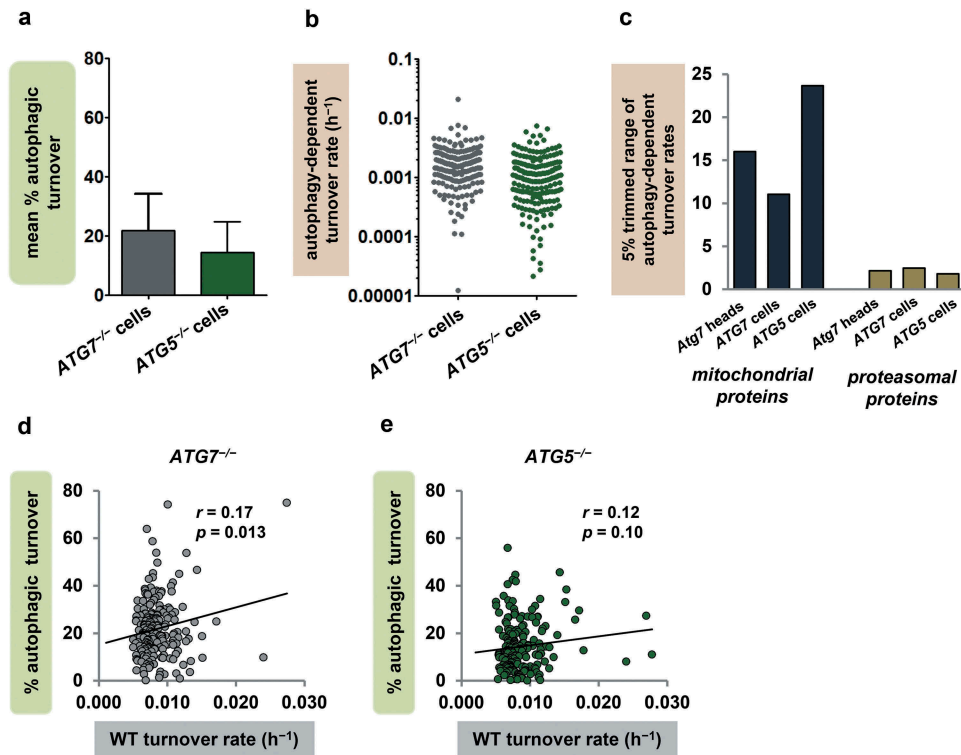 a
mean % autophagic
turnover
80
60
40
20
0
ATG7⁻/⁻ cells
ATG5⁻/⁻ cells
b
autophagy-dependent
turnover rate (h⁻¹)
0.1
0.01
0.001
0.0001
0.00001
ATG7⁻/⁻ cells
ATG5⁻/⁻ cells
c
5% trimmed range of
autophagy-dependent
turnover rates
25
20
15
10
5
0
Atg7 heads
ATG7 cells
ATG5 cells
Atg7 heads
ATG7 cells
ATG5 cells
mitochondrial
proteins
proteasomal
proteins
d
ATG7⁻/⁻
% autophagic turnover
80
60
40
20
0
r = 0.17
p = 0.013
0.000
0.010
0.020
0.030
WT turnover rate (h⁻¹)
e
ATG5⁻/⁻
% autophagic turnover
80
60
40
20
0
r = 0.12
p = 0.10
0.000
0.010
0.020
0.030
WT turnover rate (h⁻¹)